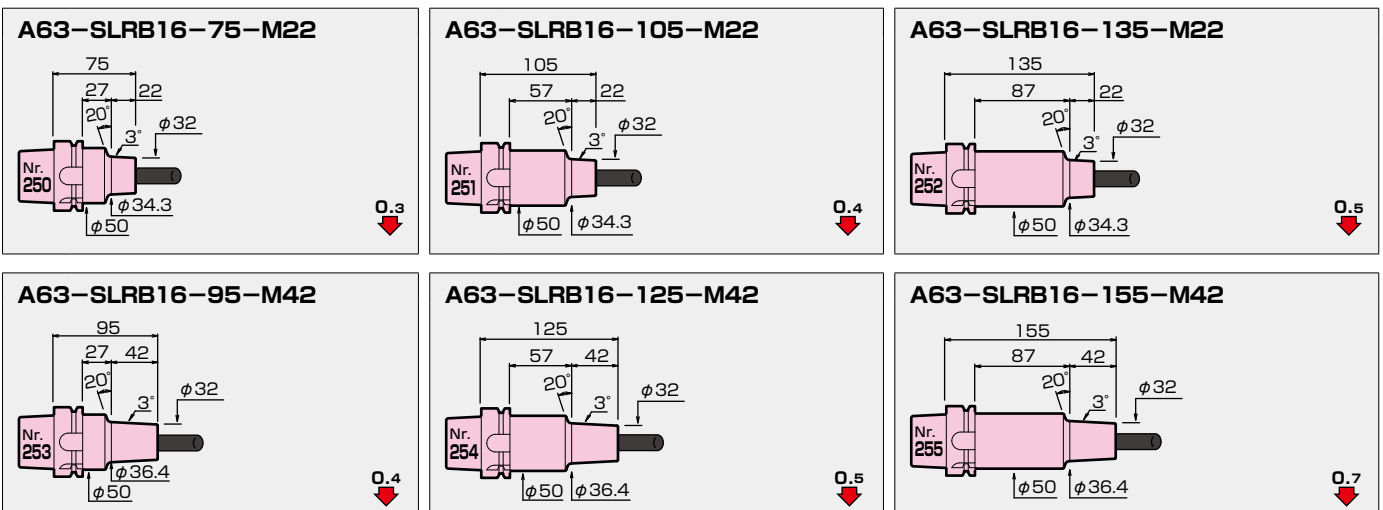 A63-SLRB16-75-M22
75
27 22
20°
3°
φ32
Nr.
250
φ34.3
φ50
0.3
A63-SLRB16-105-M22
105
57 22
20°
3°
φ32
Nr.
251
φ50 φ34.3
0.4
A63-SLRB16-135-M22
135
87 22
20°
3°
φ32
Nr.
252
φ50 φ34.3
0.5
A63-SLRB16-95-M42
95
27 42
20°
3°
φ32
Nr.
253
φ36.4
φ50
0.4
A63-SLRB16-125-M42
125
57 42
20°
3°
φ32
Nr.
254
φ50 φ36.4
0.5
A63-SLRB16-155-M42
155
87 42
20°
3°
φ32
Nr.
255
φ50 φ36.4
0.7